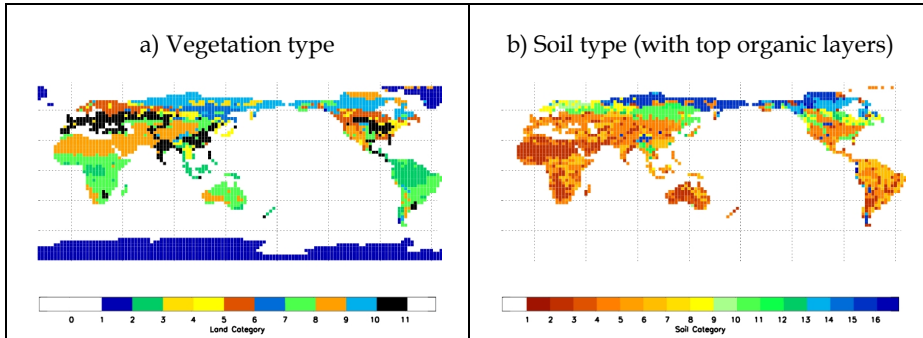 a) Vegetation type
0 1 2 3 4 5 6 7 8 9 10 11
Land Category
b) Soil type (with top organic layers)
1 2 3 4 5 6 7 8 9 10 11 12 13 14 15 16
Soil Category